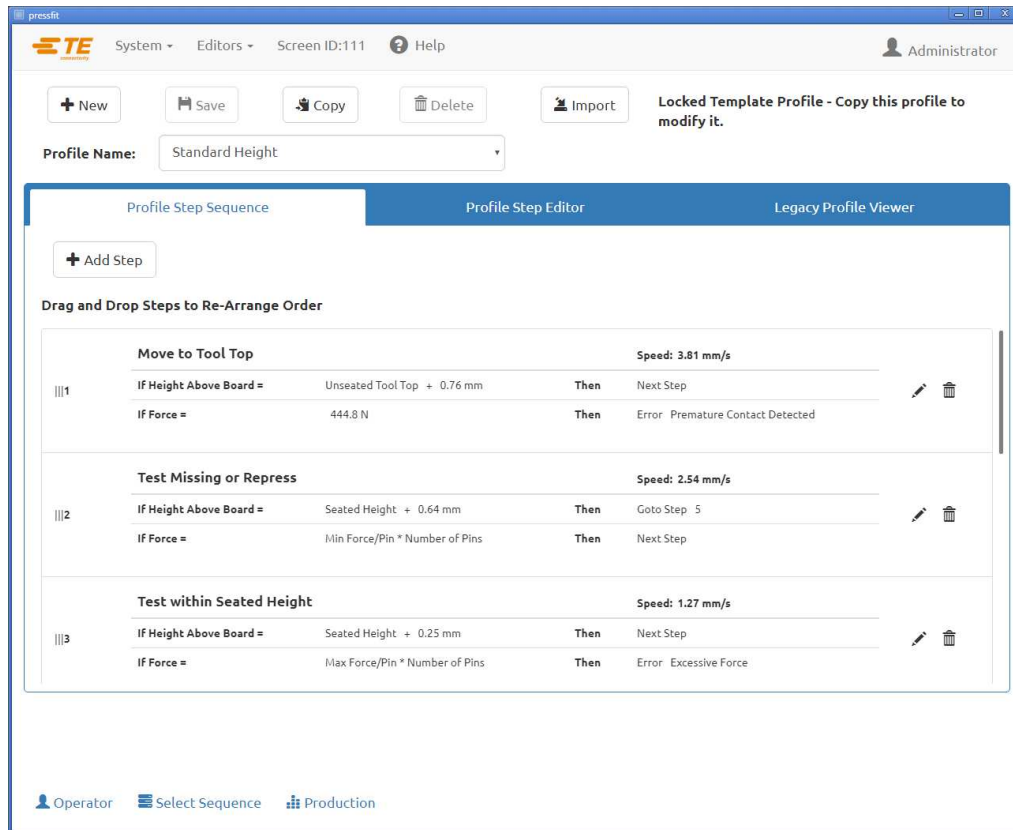 pressfit
TE
connectivity
System Editors Screen ID:111 Help Administrator
New Save Copy Delete Import Locked Template Profile - Copy this profile to
modify it.
Profile Name: Standard Height
Profile Step Sequence Profile Step Editor Legacy Profile Viewer
Add Step
Drag and Drop Steps to Re-Arrange Order
Move to Tool Top Speed: 3.81 mm/s
1 If Height Above Board = Unseated Tool Top + 0.76 mm Then Next Step
If Force = 444.8 N Then Error Premature Contact Detected
Test Missing or Repress Speed: 2.54 mm/s
2 If Height Above Board = Seated Height + 0.64 mm Then Goto Step 5
If Force = Min Force/Pin * Number of Pins Then Next Step
Test within Seated Height Speed: 1.27 mm/s
3 If Height Above Board = Seated Height + 0.25 mm Then Next Step
If Force = Max Force/Pin * Number of Pins Then Error Excessive Force
Operator Select Sequence Production